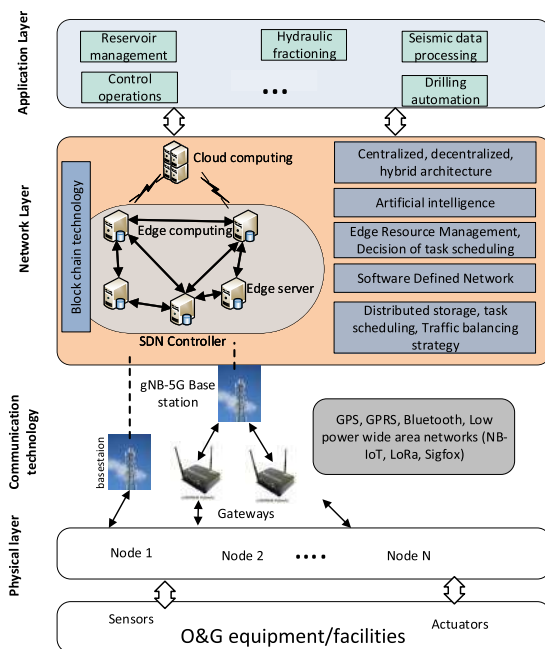 Application Layer
Reservoir
management
Hydraulic
fractioning
Seismic data
processing
Control
operations
...
Drilling
automation
Network Layer
Block chain technology
Cloud computing
Edge computing
Edge server
SDN Controller
Centralized, decentralized,
hybrid architecture
Artificial intelligence
Edge Resource Management,
Decision of task scheduling
Software Defined Network
Distributed storage, task
scheduling, Traffic balancing
strategy
Communication
technology
gNB-5G Base
station
basestaion
Gateways
GPS, GPRS, Bluetooth, Low
power wide area networks (NB-
IoT, LoRa, Sigfox)
Physical layer
Node 1
Node 2
....
Node N
Sensors
Actuators
O&G equipment/facilities